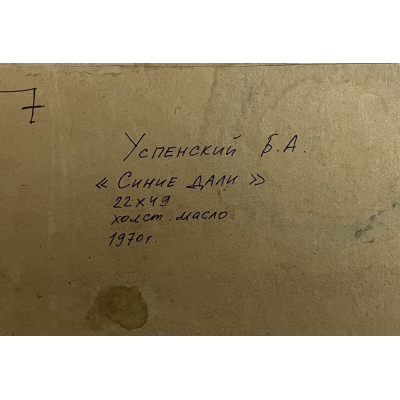 7
Успенский Б.А.
« Синие дали »
22х49
холст. масло
1970г.